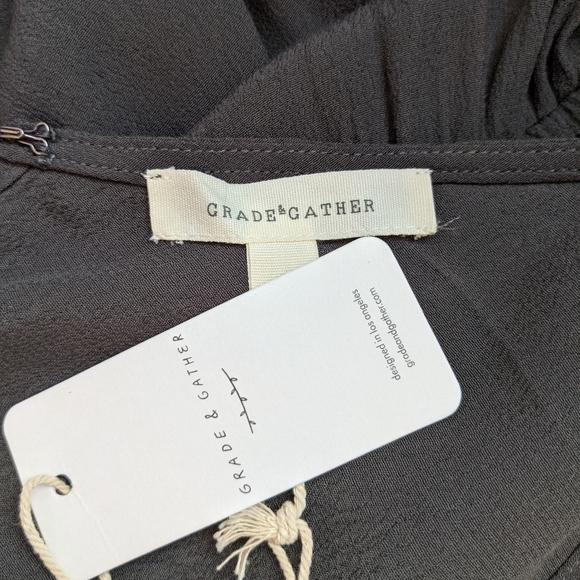 GRADE&GATHER
GRADE & GATHER
designed in los angeles
gradeandgather.com